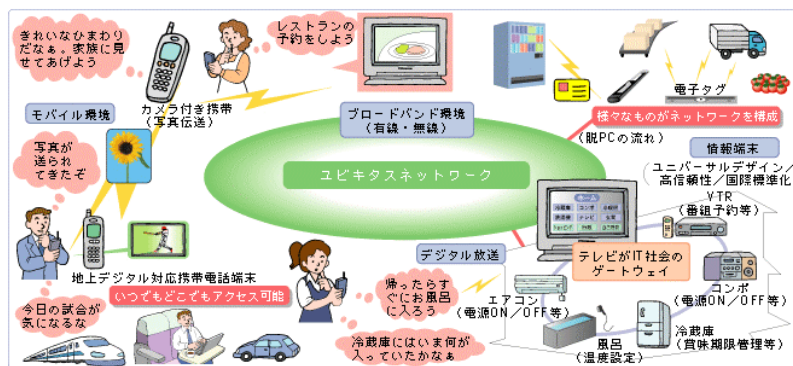 きれいなひまわり
だなぁ。家族に見
せてあげよう
レストランの
予約をしよう
カメラ付き携帯
（写真伝送）
モバイル環境
ブロードバンド環境
（有線・無線）
電子タグ
様々なものがネットワークを構成
（脱PCの流れ）
情報端末
ユニバーサルデザイン／
高信頼性／国際標準化
写真が
送られ
てきたぞ
ユビキタスネットワーク
VTR
（番組予約等）
ホーム
デジタル放送
テレビがIT社会の
ゲートウェイ
地上デジタル対応携帯電話端末
いつでもどこでもアクセス可能
今日の試合が
気になるな
帰ったらす
ぐにお風呂
に入ろう
冷蔵庫にはいま何が
入っていたかなぁ
エアコン
（電源ON／OFF等）
コンポ
（電源ON／OFF等）
風呂
（温度設定）
冷蔵庫
（賞味期限管理等）